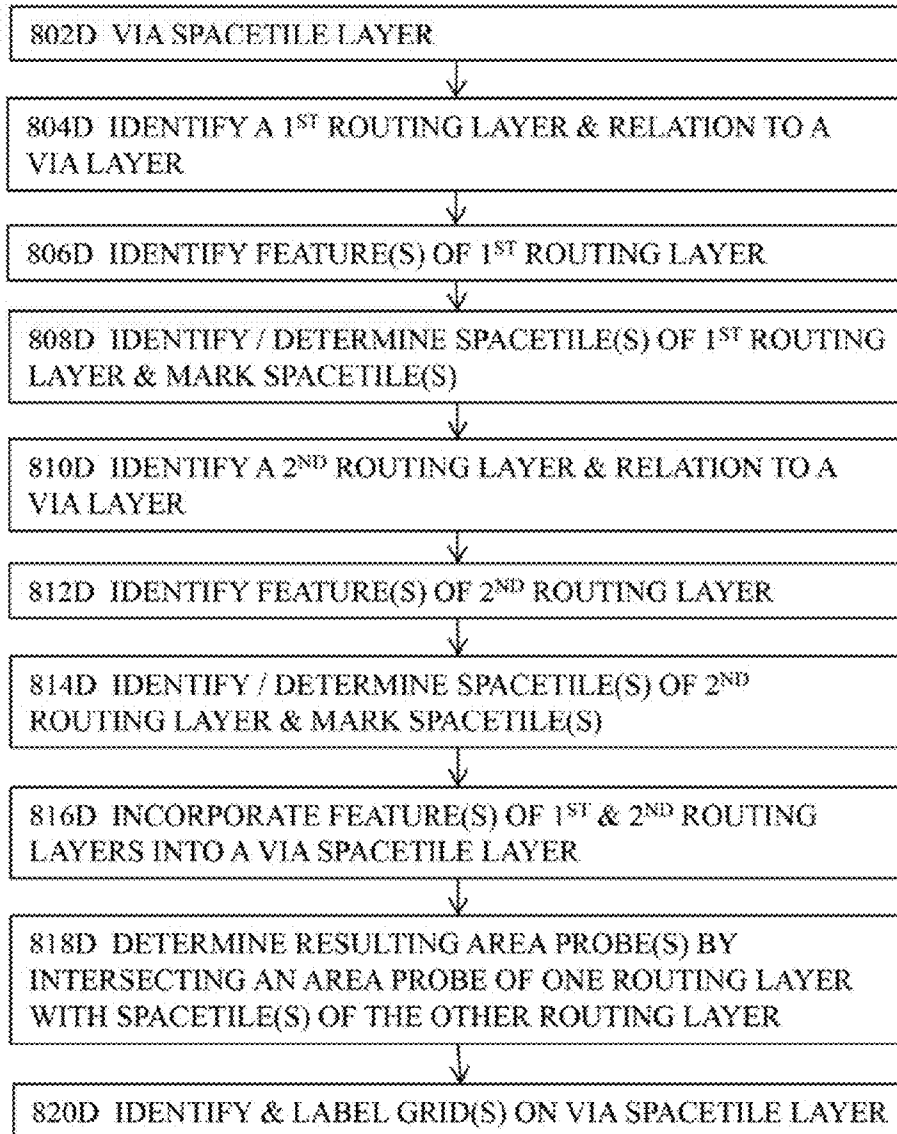 802D VIA SPACETILE LAYER
804D IDENTIFY A 1ST ROUTING LAYER & RELATION TO A
VIA LAYER
806D IDENTIFY FEATURE(S) OF 1ST ROUTING LAYER
808D IDENTIFY / DETERMINE SPACETILE(S) OF 1ST ROUTING
LAYER & MARK SPACETILE(S)
810D IDENTIFY A 2ND ROUTING LAYER & RELATION TO A
VIA LAYER
812D IDENTIFY FEATURE(S) OF 2ND ROUTING LAYER
814D IDENTIFY / DETERMINE SPACETILE(S) OF 2ND
ROUTING LAYER & MARK SPACETILE(S)
816D INCORPORATE FEATURE(S) OF 1ST & 2ND ROUTING
LAYERS INTO A VIA SPACETILE LAYER
818D DETERMINE RESULTING AREA PROBE(S) BY
INTERSECTING AN AREA PROBE OF ONE ROUTING LAYER
WITH SPACETILE(S) OF THE OTHER ROUTING LAYER
820D IDENTIFY & LABEL GRID(S) ON VIA SPACETILE LAYER